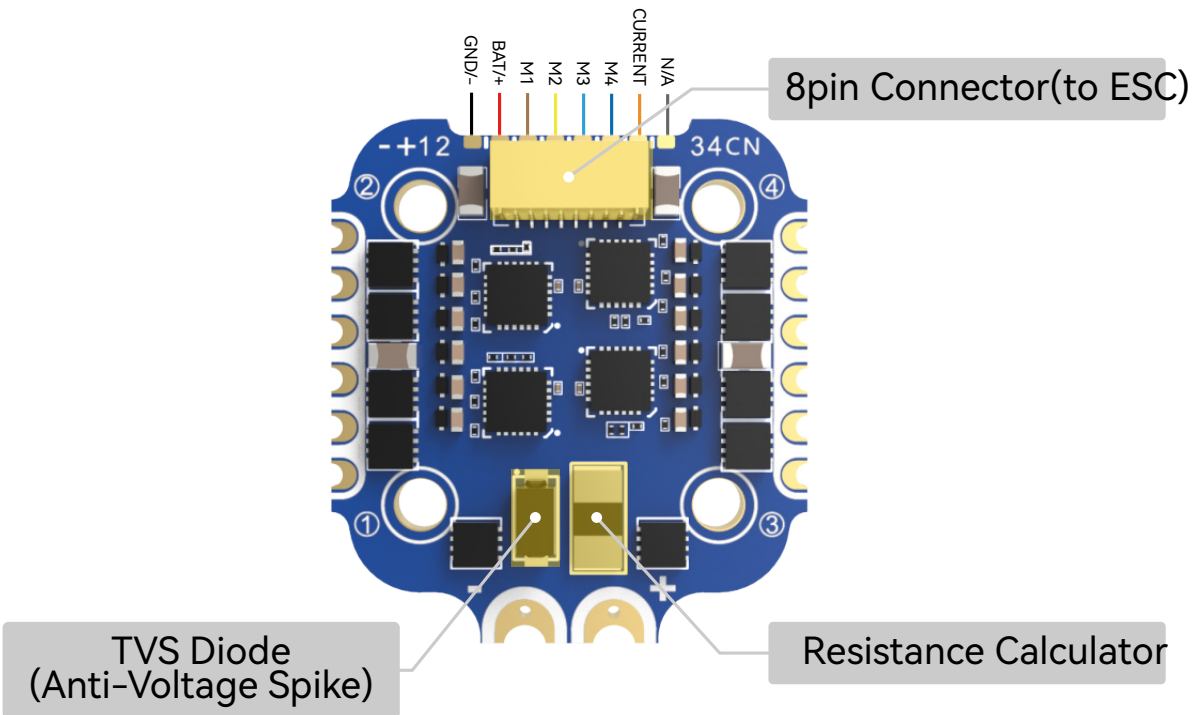 GND/-
BAT/+
M1
M2
M3
M4
CURRENT
N/A
8pin Connector(to ESC)
-+12
34CN
②
④
①
③
-
+
TVS Diode
(Anti-Voltage Spike)
Resistance Calculator